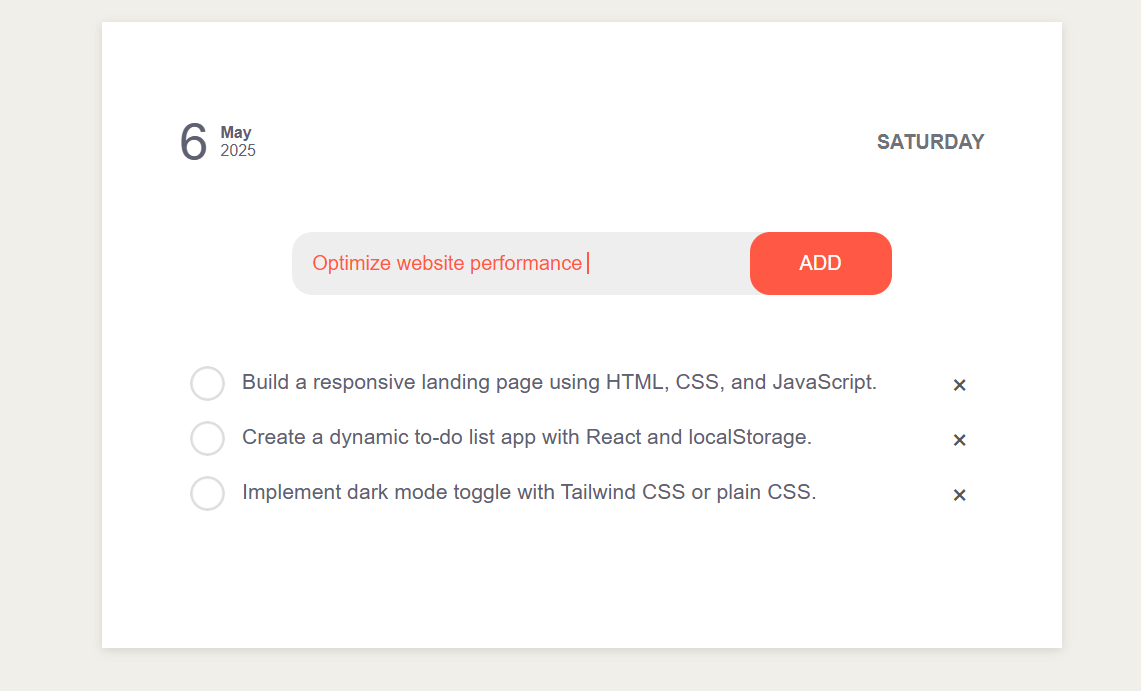 6
May
2025
SATURDAY
Optimize website performance
ADD
Build a responsive landing page using HTML, CSS, and JavaScript.
Create a dynamic to-do list app with React and localStorage.
Implement dark mode toggle with Tailwind CSS or plain CSS.